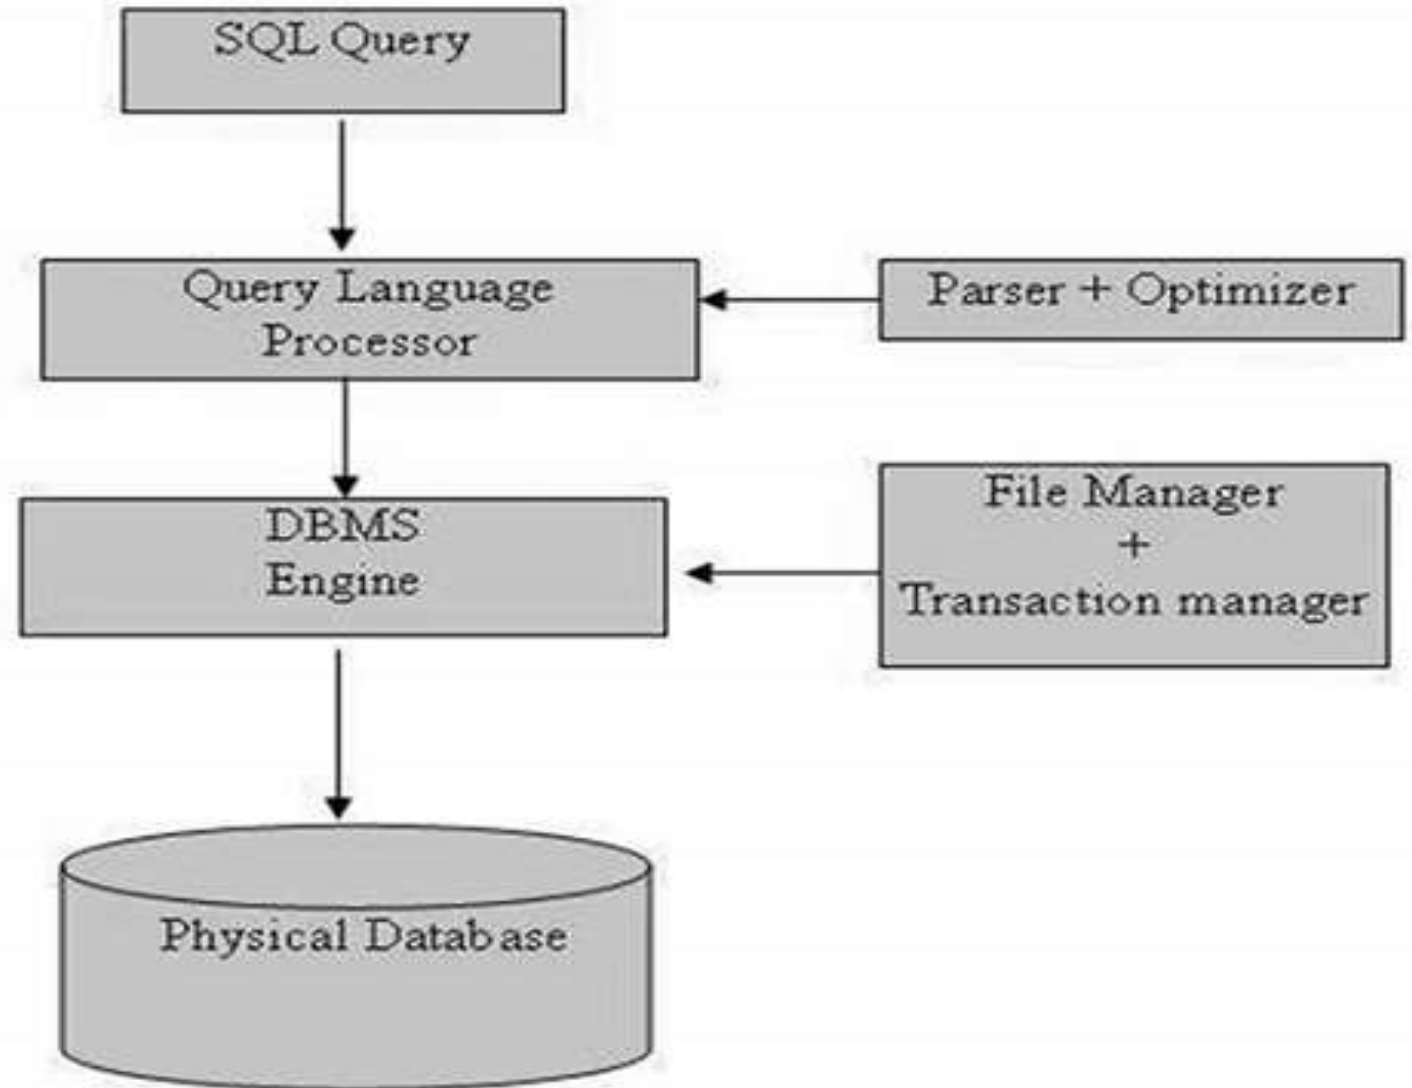 SQL Query
Query Language
Processor
Parser + Optimizer
DBMS
Engine
File Manager
+
Transaction manager
Physical Database